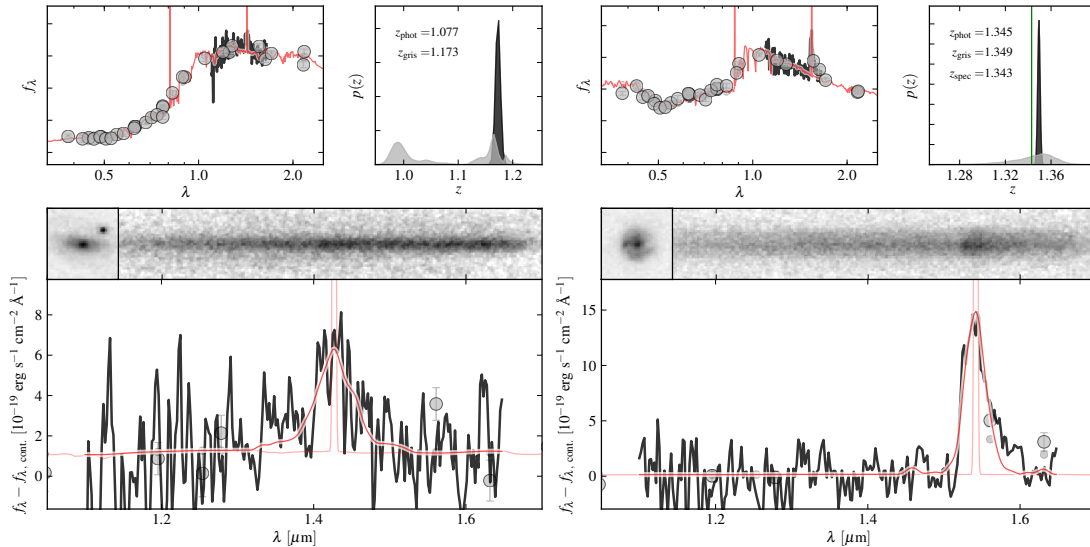 z_phot = 1.077
z_gris = 1.173
f_λ
p(z)
0.5 1.0 2.0
λ
1.0 1.1 1.2
z
z_phot = 1.345
z_gris = 1.349
z_spec = 1.343
f_λ
p(z)
0.5 1.0 2.0
λ
1.28 1.32 1.36
z
8
6
4
2
0
f_λ − f_λ, cont. [10⁻¹⁹ erg s⁻¹ cm⁻² Å⁻¹]
1.2 1.4 1.6
λ [μm]
15
10
5
0
f_λ − f_λ, cont. [10⁻¹⁹ erg s⁻¹ cm⁻² Å⁻¹]
1.2 1.4 1.6
λ [μm]